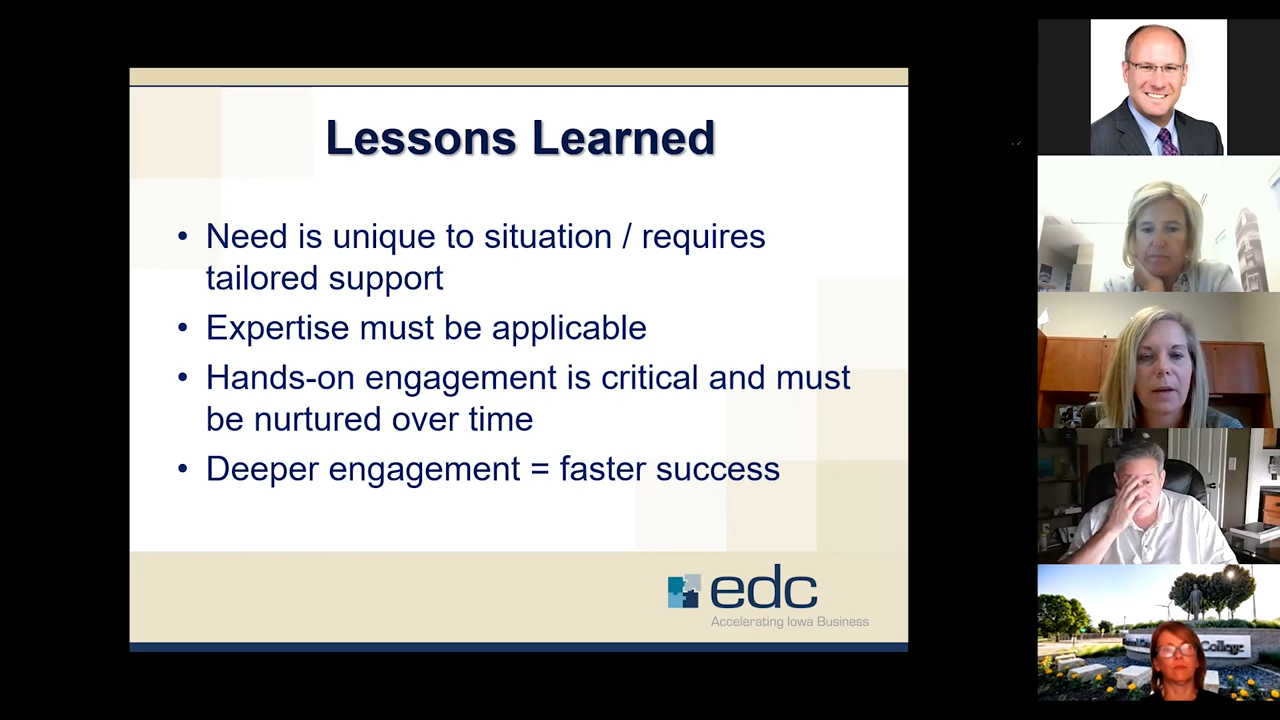 Lessons Learned
• Need is unique to situation / requires
tailored support
• Expertise must be applicable
• Hands-on engagement is critical and must
be nurtured over time
• Deeper engagement = faster success
edc
Accelerating Iowa Business
College